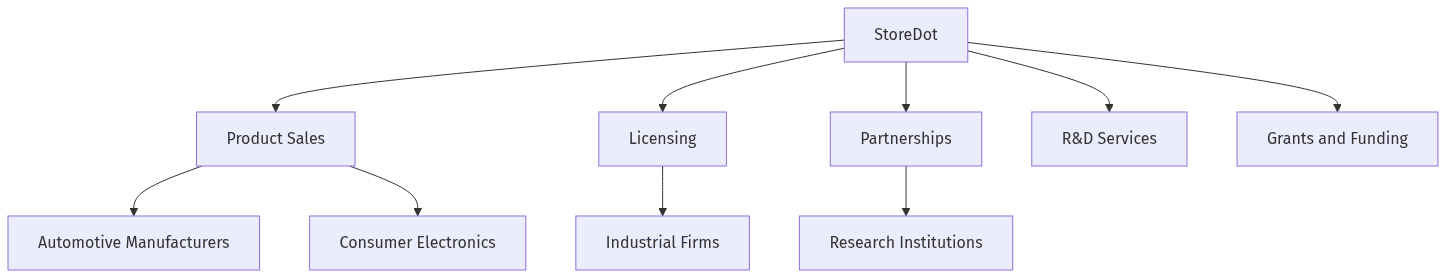 StoreDot
Product Sales
Licensing
Partnerships
R&D Services
Grants and Funding
Automotive Manufacturers
Consumer Electronics
Industrial Firms
Research Institutions